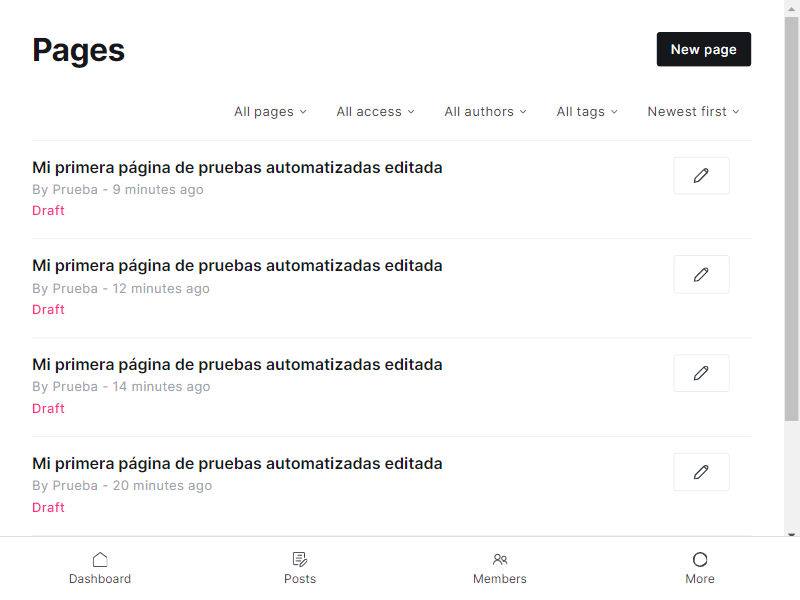 Pages
New page
All pages
All access
All authors
All tags
Newest first
Mi primera página de pruebas automatizadas editada
By Prueba - 9 minutes ago
Draft
Mi primera página de pruebas automatizadas editada
By Prueba - 12 minutes ago
Draft
Mi primera página de pruebas automatizadas editada
By Prueba - 14 minutes ago
Draft
Mi primera página de pruebas automatizadas editada
By Prueba - 20 minutes ago
Draft
Dashboard
Posts
Members
More